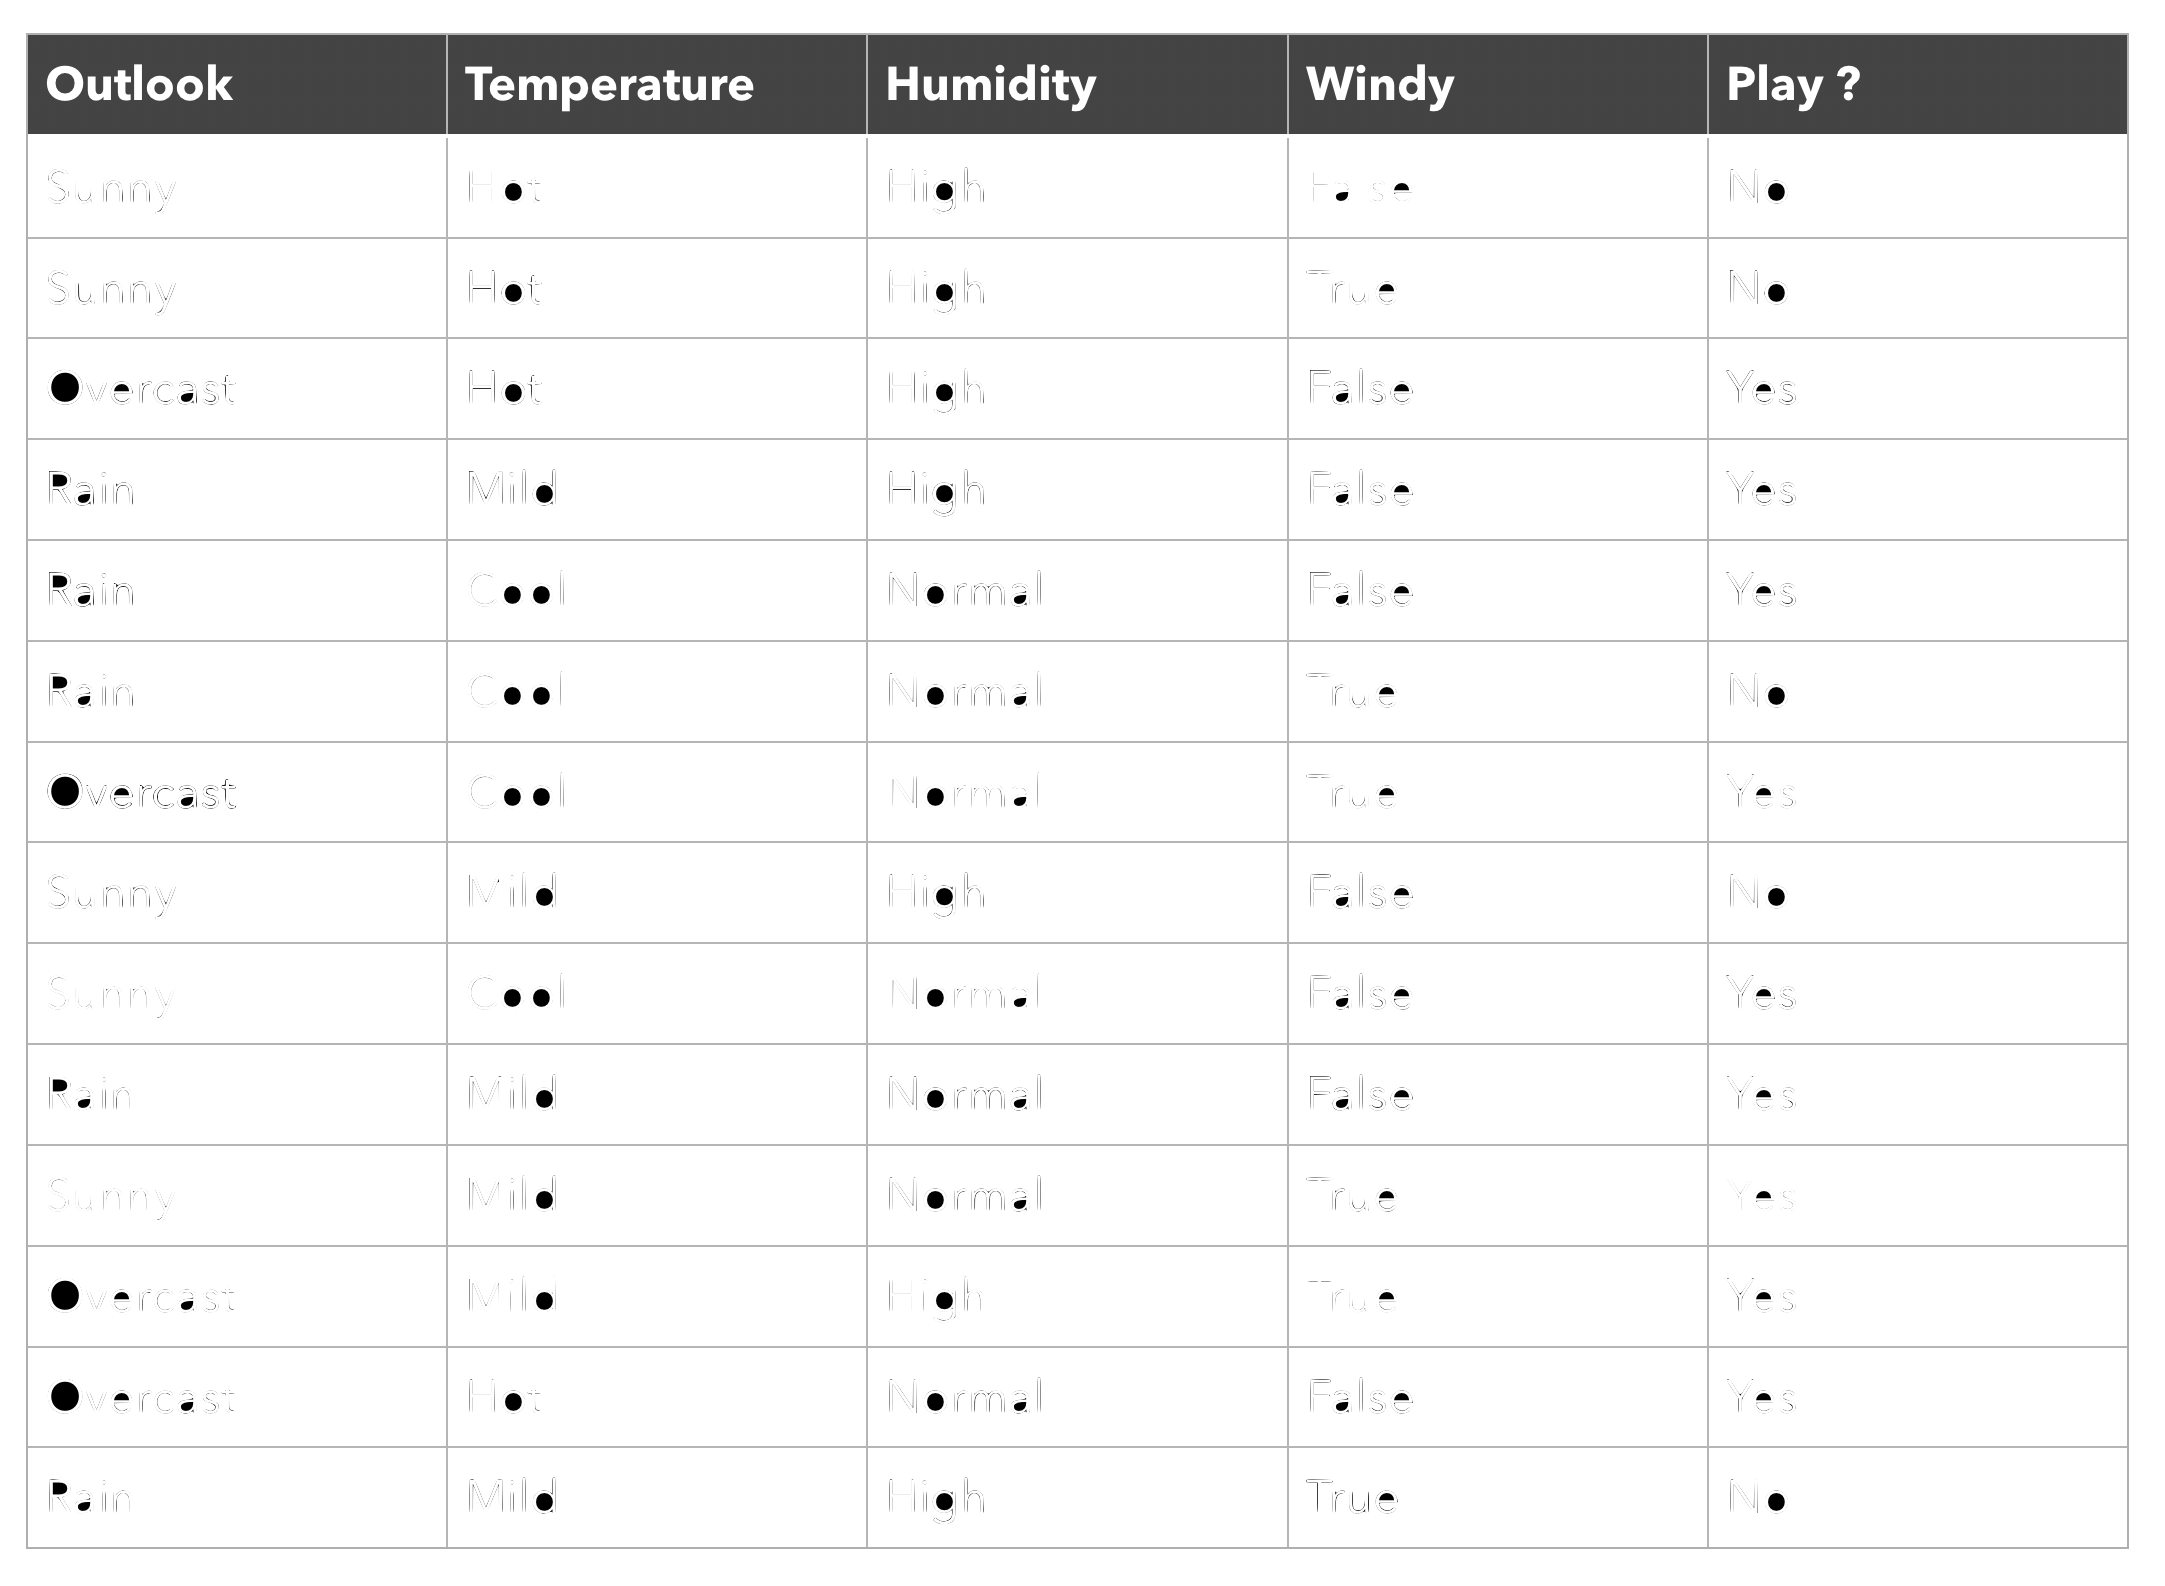 Outlook Temperature Humidity Windy Play ?
Sunny Hot High False No
Sunny Hot High True No
Overcast Hot High False Yes
Rain Mild High False Yes
Rain Cool Normal False Yes
Rain Cool Normal True No
Overcast Cool Normal True Yes
Sunny Mild High False No
Sunny Cool Normal False Yes
Rain Mild Normal False Yes
Sunny Mild Normal True Yes
Overcast Mild High True Yes
Overcast Hot Normal False Yes
Rain Mild High True No